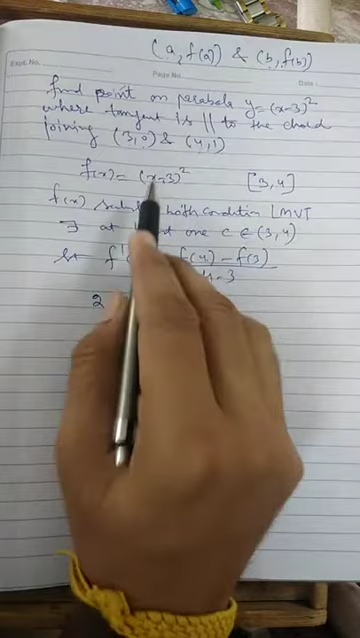 (a, f(a)) & (b, f(b))
Expt. No.
Page No.
Date :
find point on parabola y=(x-3)²
where tangent is || to the chord
joining (3,0) & (4,1)
f(x) = (x-3)² [3,4]
f(x) both condition LMVT
∃ at one c ∈ (3,4)
st f'( f(4) - f(3)
4-3
2